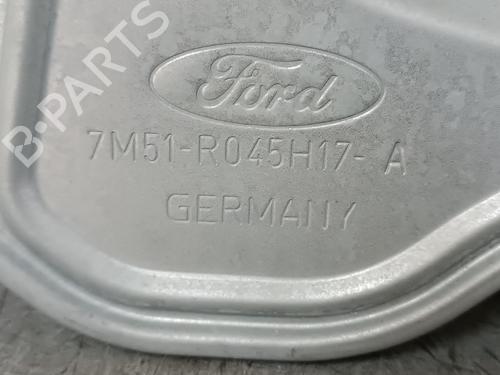 B-PARTS
Ford
7M51-R045H17- A
GERMANY